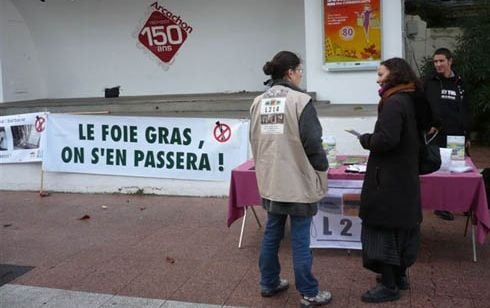 Arcachon
150
ans
80
LE FOIE GRAS,
ON S'EN PASSERA !
L214
L 2